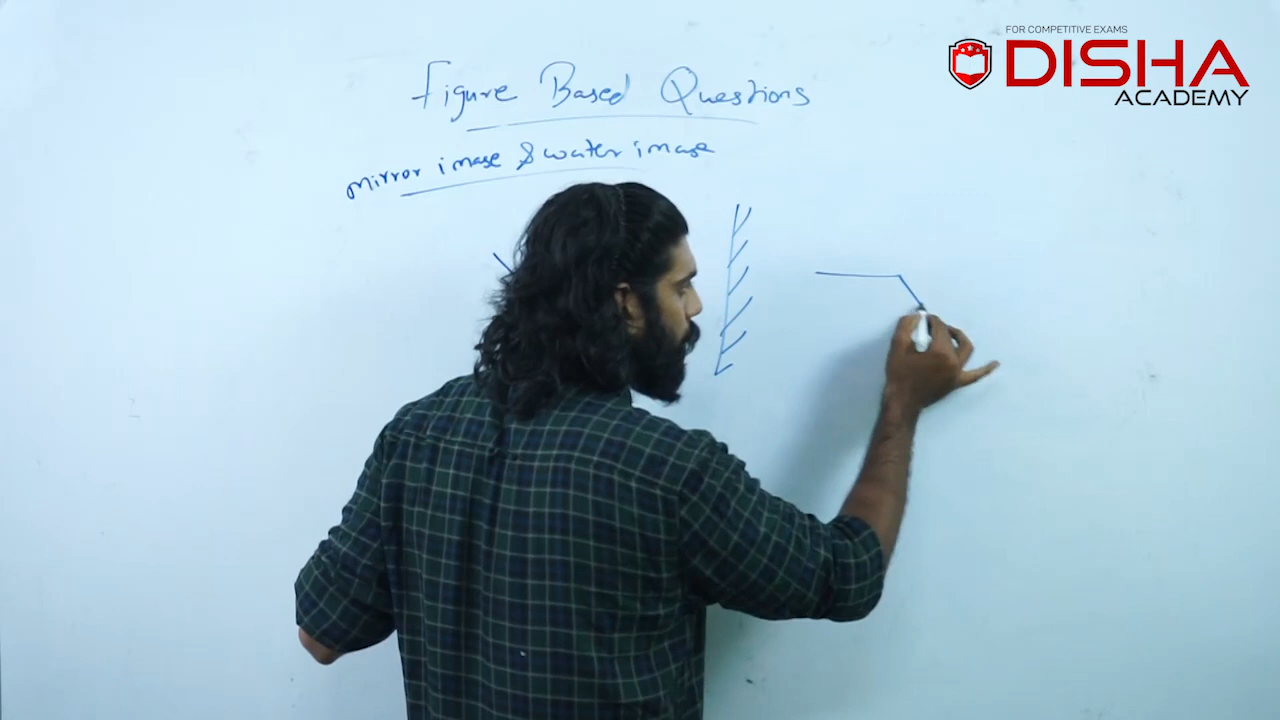 FOR COMPETITIVE EXAMS
DISHA
ACADEMY
Figure Based Questions
mirror image & water image